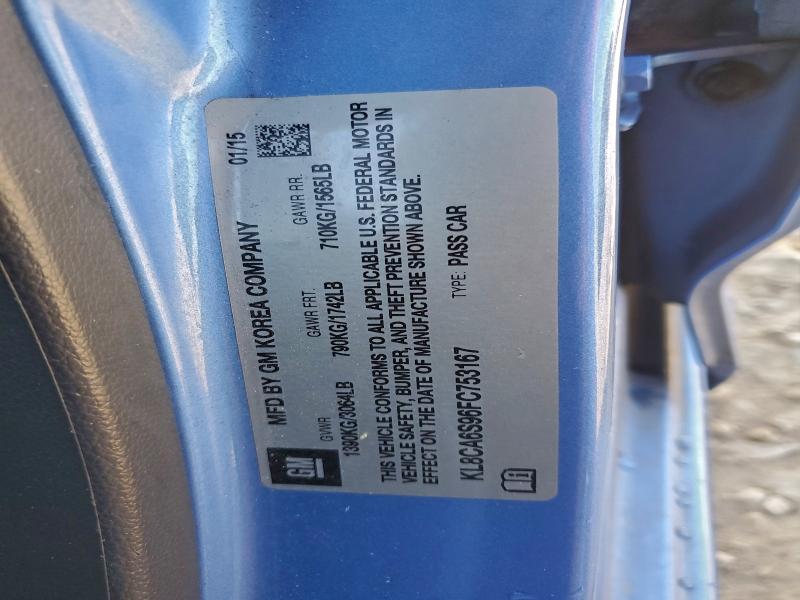 MFD BY GM KOREA COMPANY 01/15
GM
GVWR GAWR FRT. GAWR RR.
1390KG/3064LB 790KG/1742LB 710KG/1565LB
THIS VEHICLE CONFORMS TO ALL APPLICABLE U.S. FEDERAL MOTOR
VEHICLE SAFETY, BUMPER, AND THEFT PREVENTION STANDARDS IN
EFFECT ON THE DATE OF MANUFACTURE SHOWN ABOVE.
KL8CA6S96FC753167 TYPE: PASS CAR